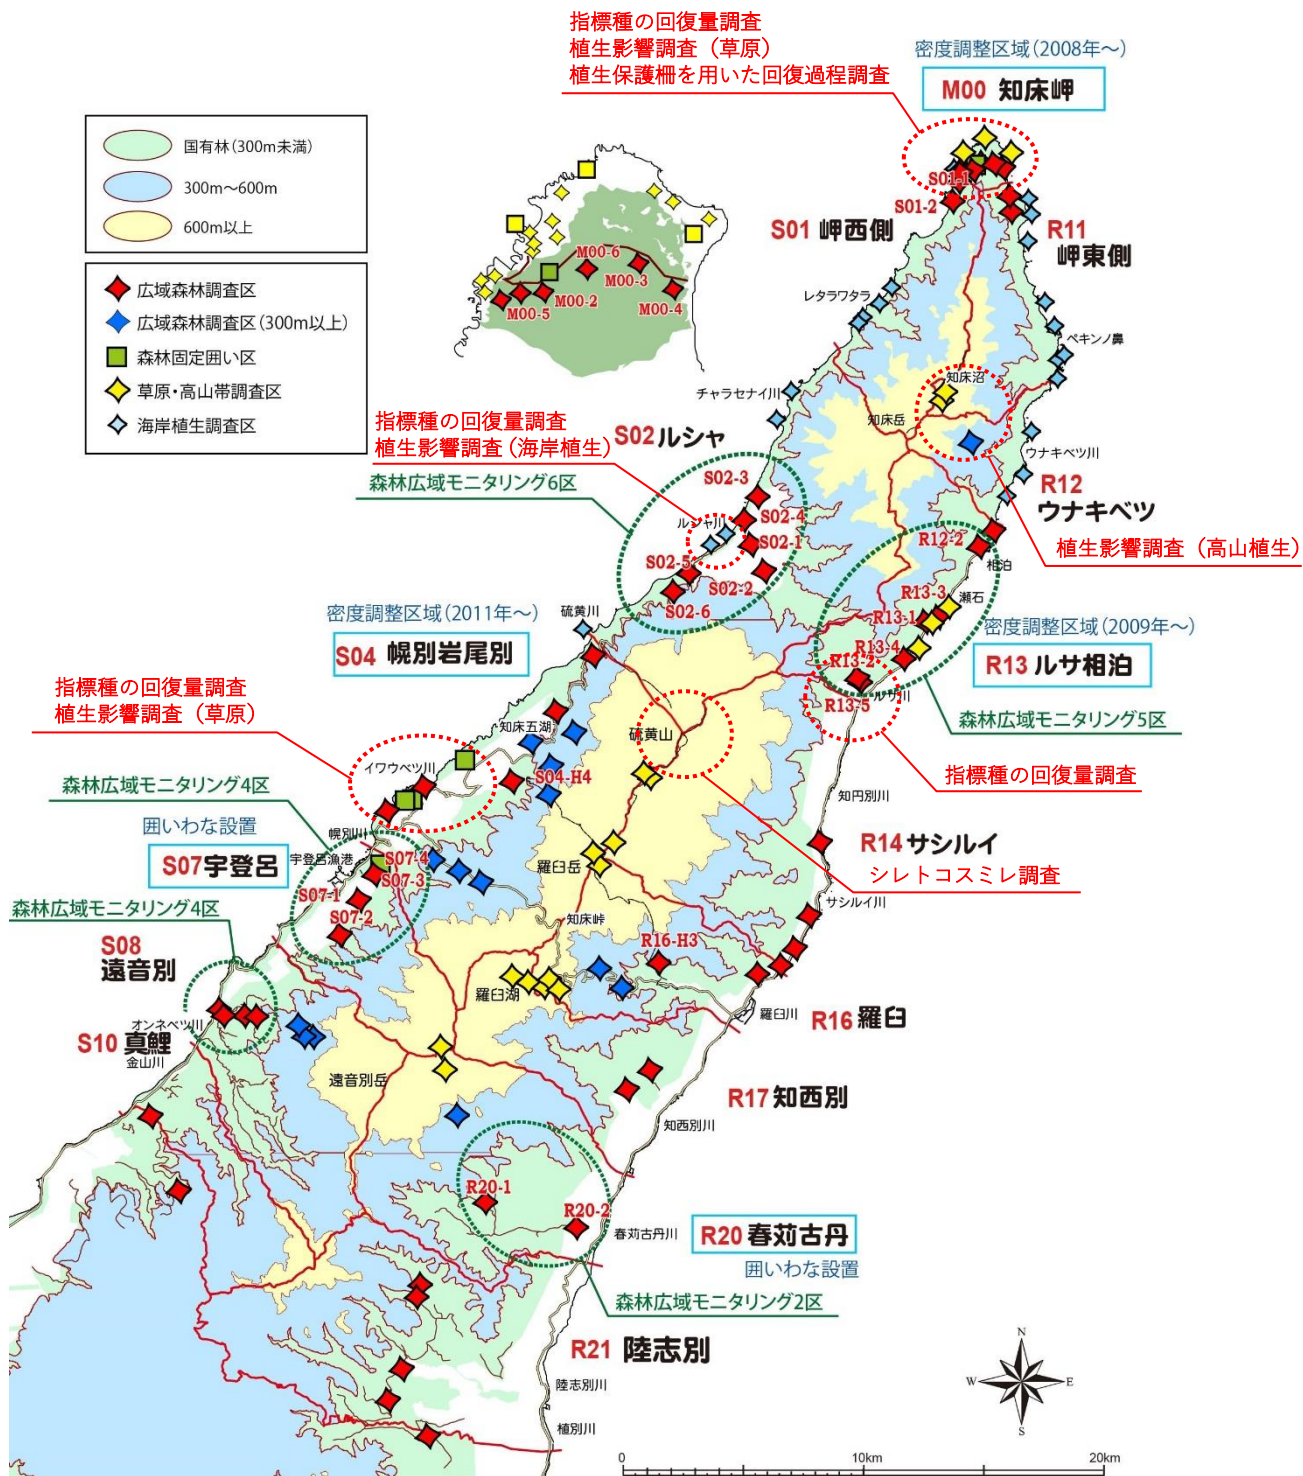 指標種の回復量調査
植生影響調査（草原）
植生保護柵を用いた回復過程調査
密度調整区域(2008年～)
M00 知床岬
国有林(300m未満)
300m～600m
600m以上
広域森林調査区
広域森林調査区(300m以上)
森林固定囲い区
草原・高山帯調査区
海岸植生調査区
M00-6
M00-3
M00-2
M00-4
M00-5
S01-1
S01-2
S01 岬西側
R11
岬東側
レタラワタラ
ペキンノ鼻
知床沼
チャラセナイ川
知床岳
指標種の回復量調査
植生影響調査（海岸植生）
S02 ルシャ
森林広域モニタリング6区
S02-3
ルシャ川
S02-4
S02-1
S02-5
S02-2
S02-6
ウナキベツ川
R12
ウナキベツ
R12-2
植生影響調査（高山植生）
相泊
R13-3
瀬石
R13-1
R13-4
R13-2
R13-5
ルサ川
密度調整区域(2009年～)
R13 ルサ相泊
森林広域モニタリング5区
指標種の回復量調査
硫黄川
密度調整区域(2011年～)
S04 幌別岩尾別
指標種の回復量調査
植生影響調査（草原）
知床五湖
硫黄山
イワウベツ川
S04-H4
知円別川
森林広域モニタリング4区
囲いわな設置
幌別川
宇登呂漁港
S07 宇登呂
S07-4
S07-3
S07-1
S07-2
R14 サシルイ
シレトコスミレ調査
羅臼岳
サシルイ川
知床峠
森林広域モニタリング4区
S08
遠音別
R16-H3
羅臼湖
羅臼川
R16 羅臼
オンネベツ川
S10 真鯉
金山川
遠音別岳
R17 知西別
知西別川
R20-1
R20-2
春苅古丹川
R20 春苅古丹
囲いわな設置
森林広域モニタリング2区
R21 陸志別
陸志別川
植別川
N
W
E
S
0
10km
20km